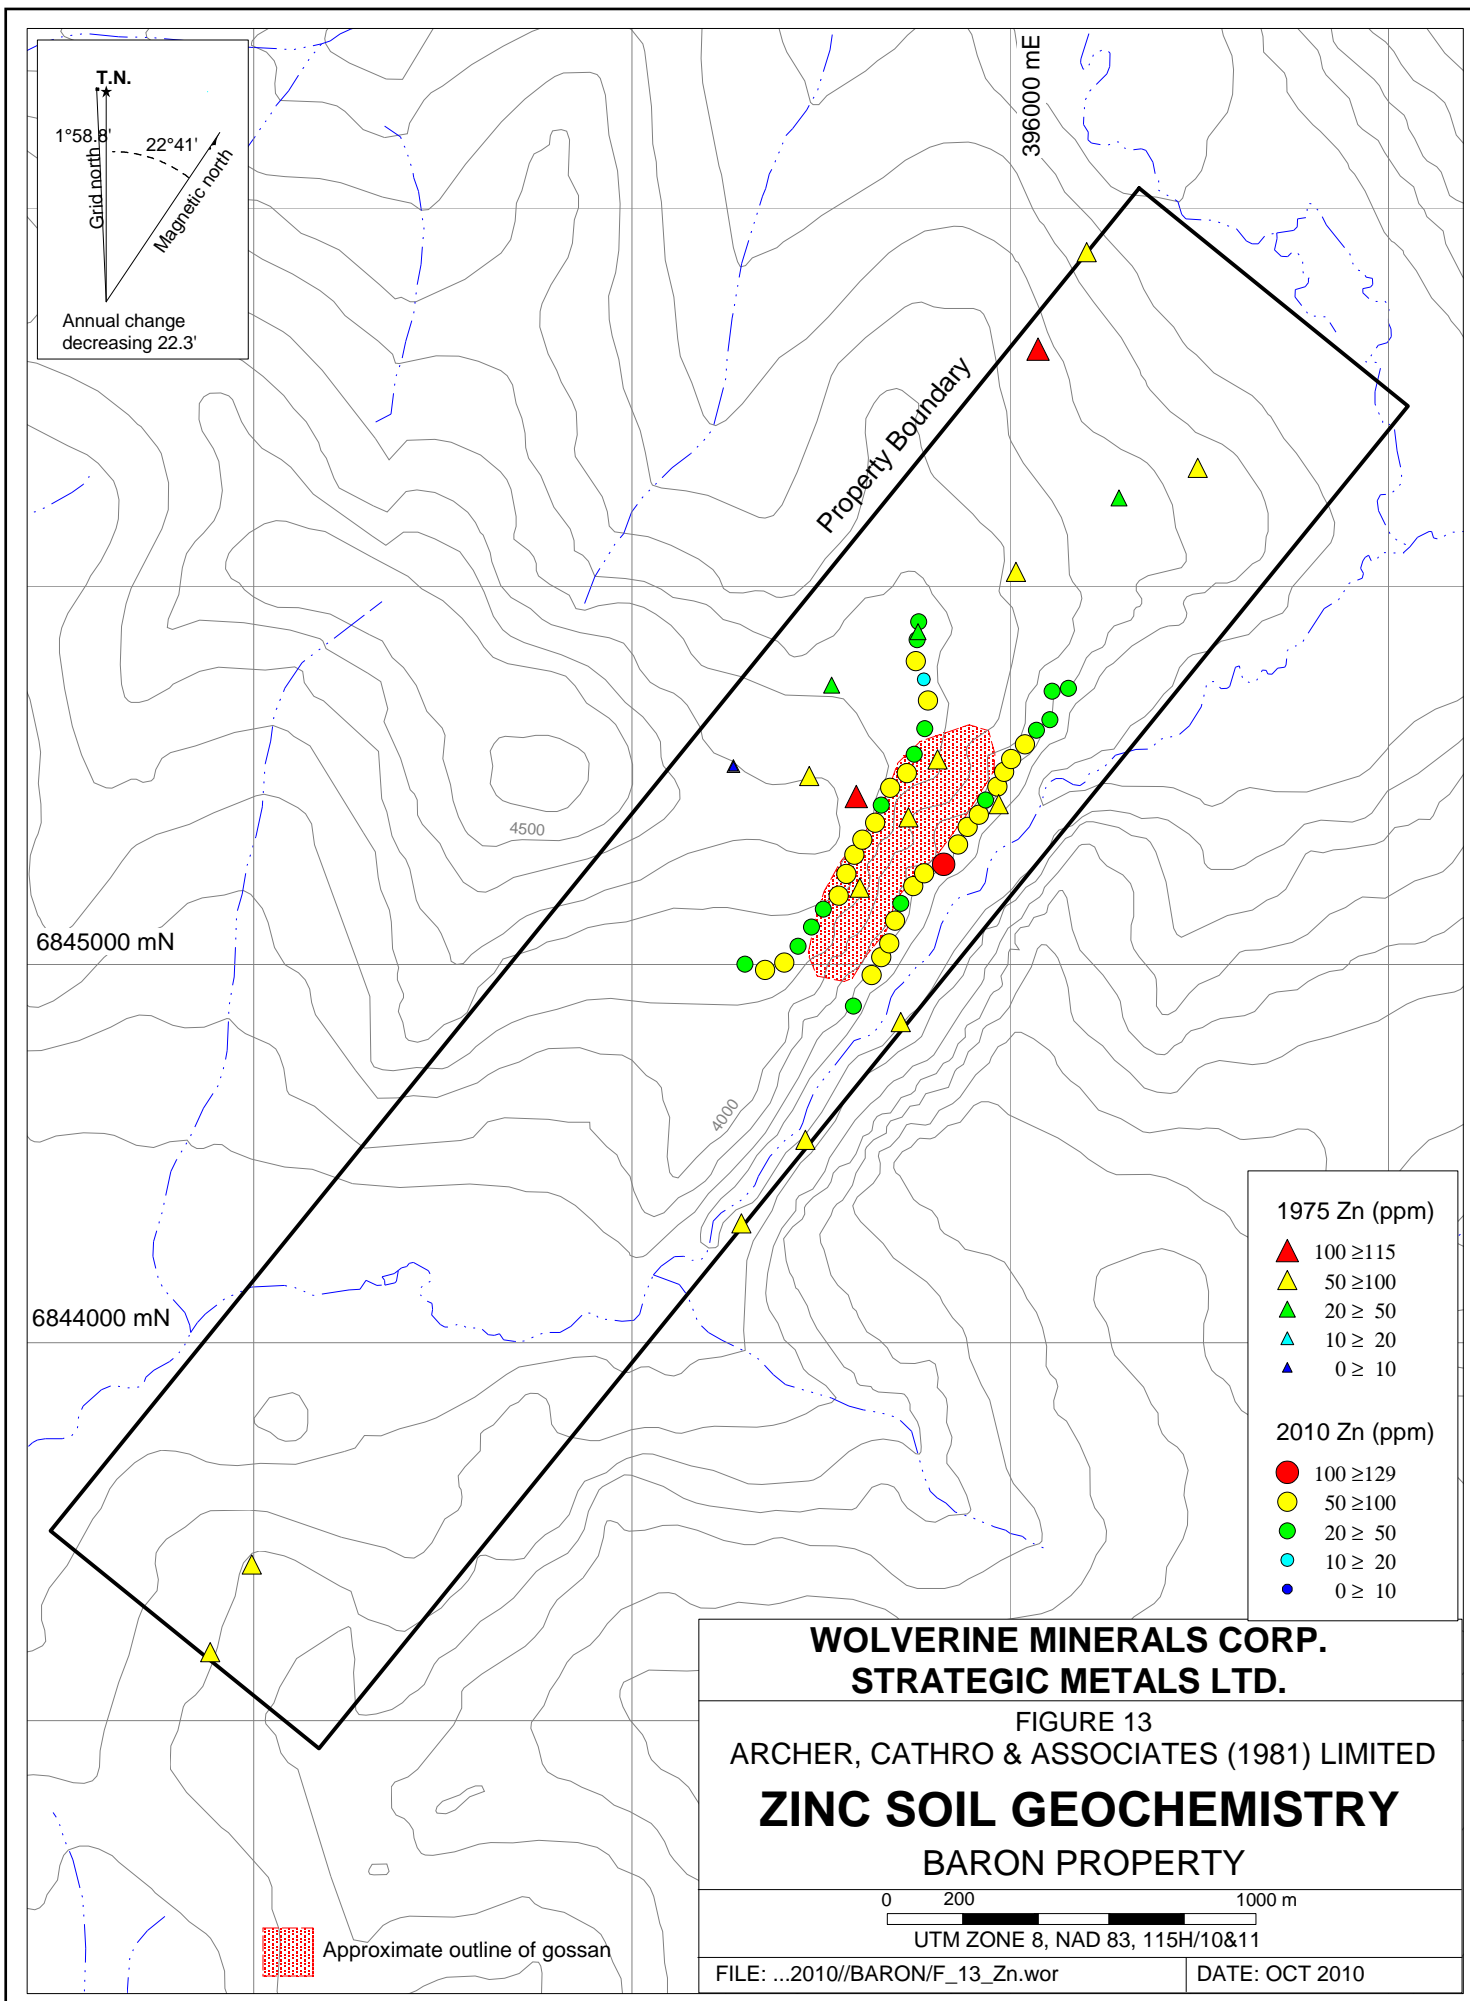 T.N.
1°58.8'
22°41'
Grid north
Magnetic north
Annual change
decreasing 22.3'
396000 mE
Property Boundary
4500
6845000 mN
4000
6844000 mN
1975 Zn (ppm)
100 ≥115
50 ≥100
20 ≥ 50
10 ≥ 20
0 ≥ 10
2010 Zn (ppm)
100 ≥129
50 ≥100
20 ≥ 50
10 ≥ 20
0 ≥ 10
WOLVERINE MINERALS CORP.
STRATEGIC METALS LTD.
FIGURE 13
ARCHER, CATHRO & ASSOCIATES (1981) LIMITED
ZINC SOIL GEOCHEMISTRY
BARON PROPERTY
0 200 1000 m
UTM ZONE 8, NAD 83, 115H/10&11
FILE: ...2010//BARON/F_13_Zn.wor
DATE: OCT 2010
Approximate outline of gossan